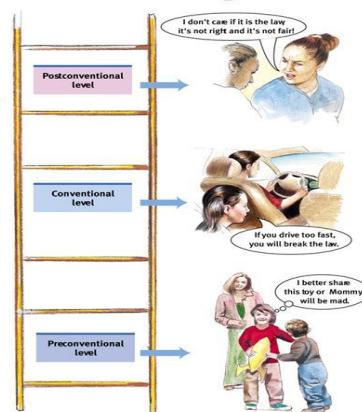 I don't care if it is the law
it's not right and it's not fair!
Postconventional
level
Conventional
level
If you drive too fast,
you will break the law.
I better share
this toy or Mommy
will be mad.
Preconventional
level